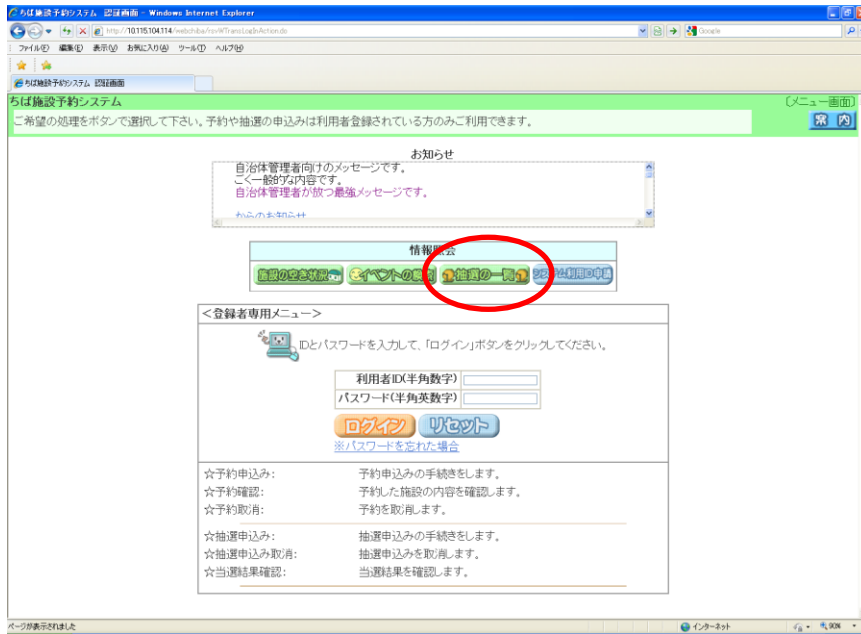 ちば施設予約システム 認証画面 - Windows Internet Explorer
http://10.115.104.114/webchiba/rsvWTransLogInAction.do
Google
ファイル(F) 編集(E) 表示(V) お気に入り(A) ツール(T) ヘルプ(H)
ちば施設予約システム 認証画面
ちば施設予約システム
〔メニュー画面〕
ご希望の処理をボタンで選択して下さい。予約や抽選の申込みは利用者登録されている方のみご利用できます。
案内
お知らせ
自治体管理者向けのメッセージです。
ごく一般的な内容です。
自治体管理者が放つ最強メッセージです。
からのお知らせ
情報照会
施設の空き状況
イベントの
抽選の一覧
＜登録者専用メニュー＞
IDとパスワードを入力して、「ログイン」ボタンをクリックしてください。
利用者ID(半角数字)
パスワード(半角英数字)
ログイン リセット
※パスワードを忘れた場合
☆予約申込み: 予約申込みの手続きをします。
☆予約確認: 予約した施設の内容を確認します。
☆予約取消: 予約を取消します。
☆抽選申込み: 抽選申込みの手続きをします。
☆抽選申込み取消: 抽選申込みを取消します。
☆当選結果確認: 当選結果を確認します。
ページが表示されました
インターネット
90%